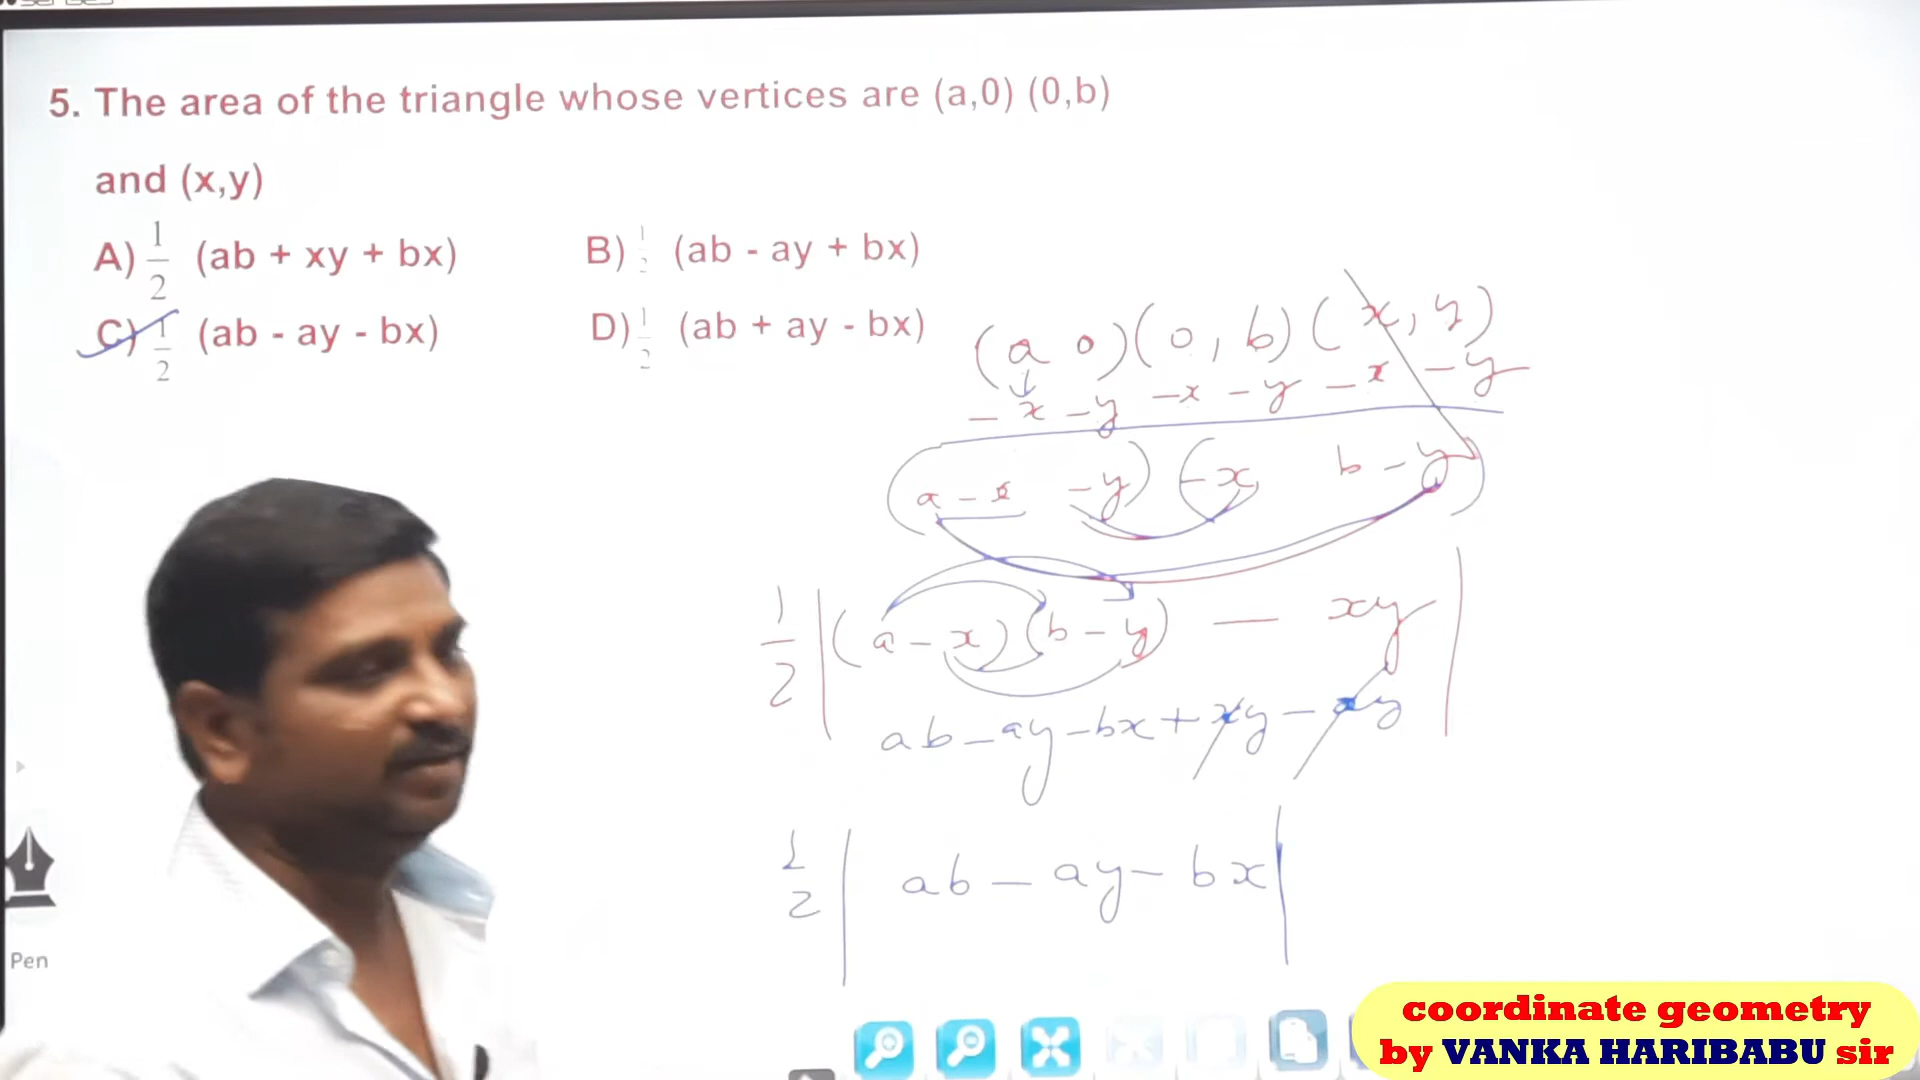 5. The area of the triangle whose vertices are (a,0) (0,b)
and (x,y)
A) 1/2 (ab + xy + bx)
B) 1/2 (ab - ay + bx)
C) 1/2 (ab - ay - bx)
D) 1/2 (ab + ay - bx)
(a 0)(0, b)(x, y)
-x -y -x -y -x -y
(a-x -y) (-x b-y)
1/2 |(a-x)(b-y) - xy|
ab-ay-bx+xy-xy
1/2 |ab-ay-bx|
Pen
coordinate geometry
by VANKA HARIBABU sir